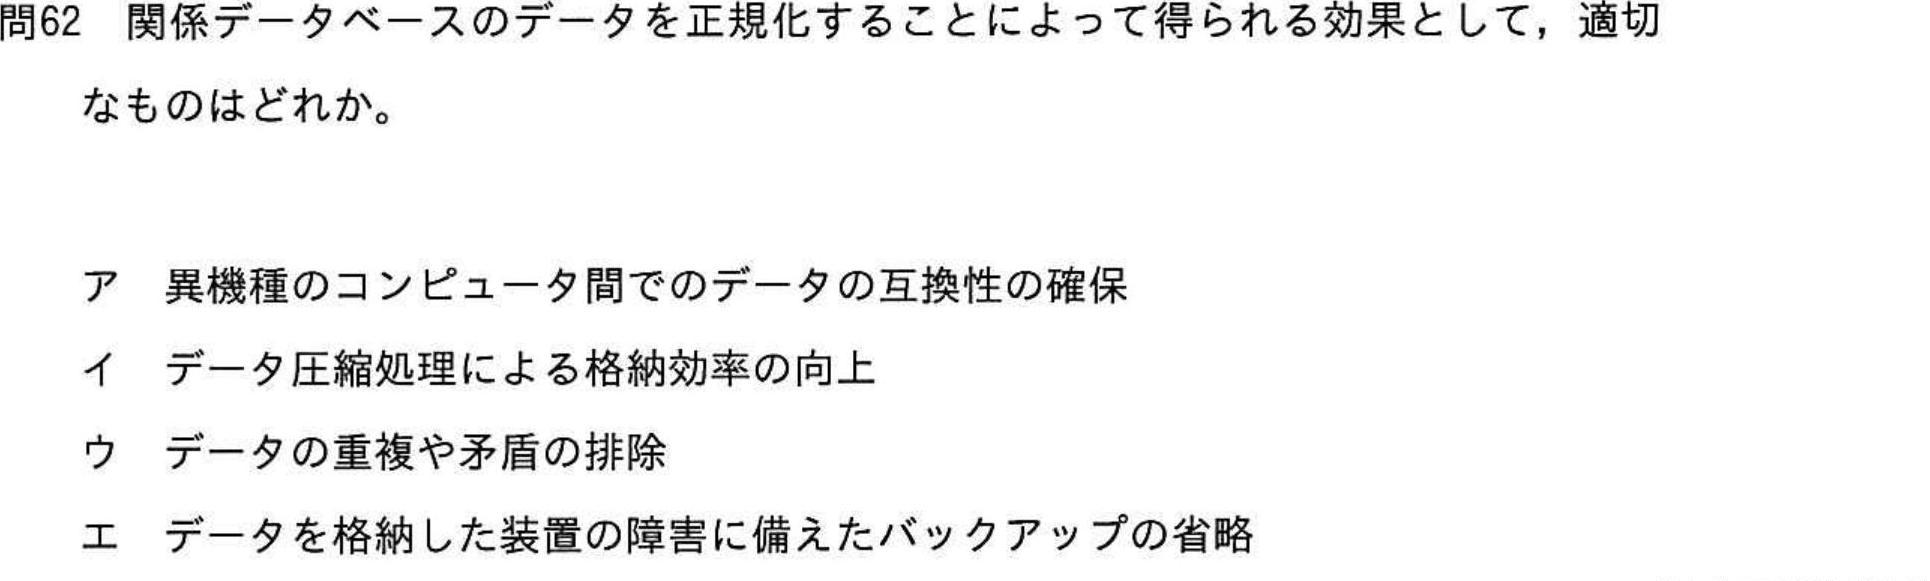 問62　関係データベースのデータを正規化することによって得られる効果として，適切
なものはどれか。
ア　異機種のコンピュータ間でのデータの互換性の確保
イ　データ圧縮処理による格納効率の向上
ウ　データの重複や矛盾の排除
エ　データを格納した装置の障害に備えたバックアップの省略